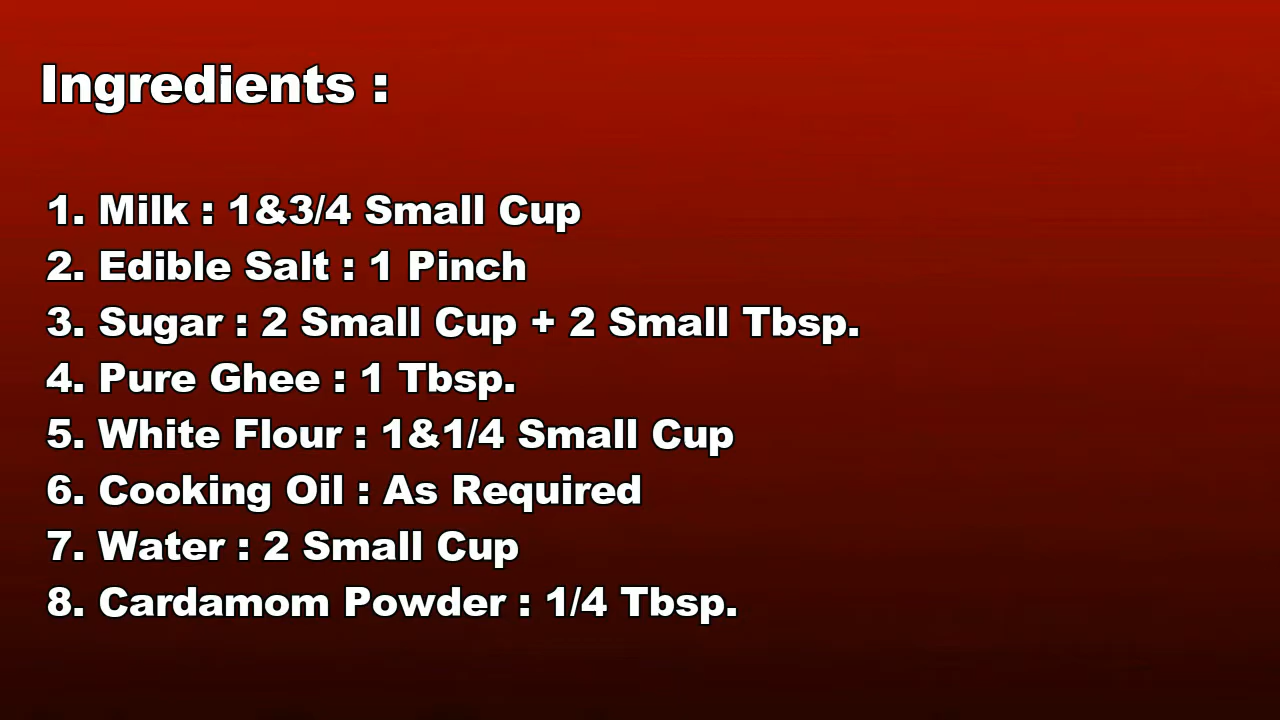 Ingredients :
1. Milk : 1&3/4 Small Cup
2. Edible Salt : 1 Pinch
3. Sugar : 2 Small Cup + 2 Small Tbsp.
4. Pure Ghee : 1 Tbsp.
5. White Flour : 1&1/4 Small Cup
6. Cooking Oil : As Required
7. Water : 2 Small Cup
8. Cardamom Powder : 1/4 Tbsp.